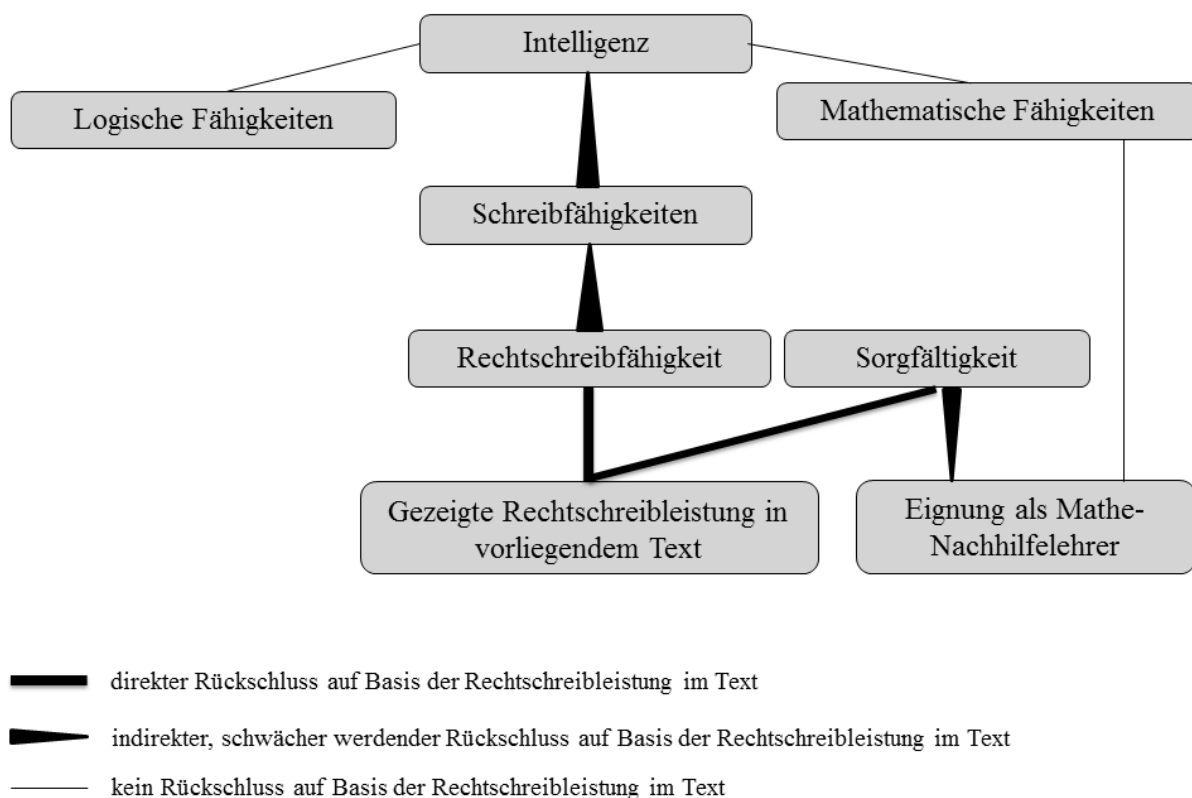 Intelligenz
Logische Fähigkeiten
Mathematische Fähigkeiten
Schreibfähigkeiten
Rechtschreibfähigkeit
Sorgfältigkeit
Gezeigte Rechtschreibleistung in
vorliegendem Text
Eignung als Mathe-
Nachhilfelehrer
direkter Rückschluss auf Basis der Rechtschreibleistung im Text
indirekter, schwächer werdender Rückschluss auf Basis der Rechtschreibleistung im Text
kein Rückschluss auf Basis der Rechtschreibleistung im Text